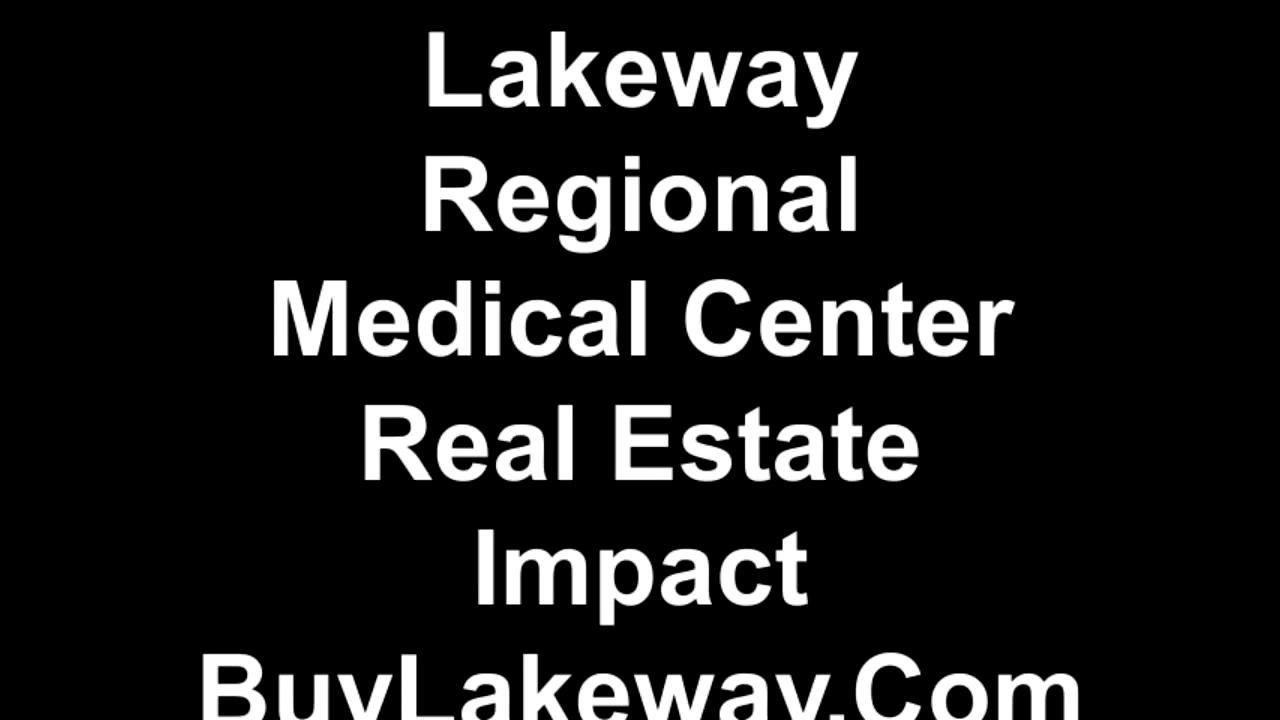 Lakeway
Regional
Medical Center
Real Estate
Impact
BuyLakeway.Com